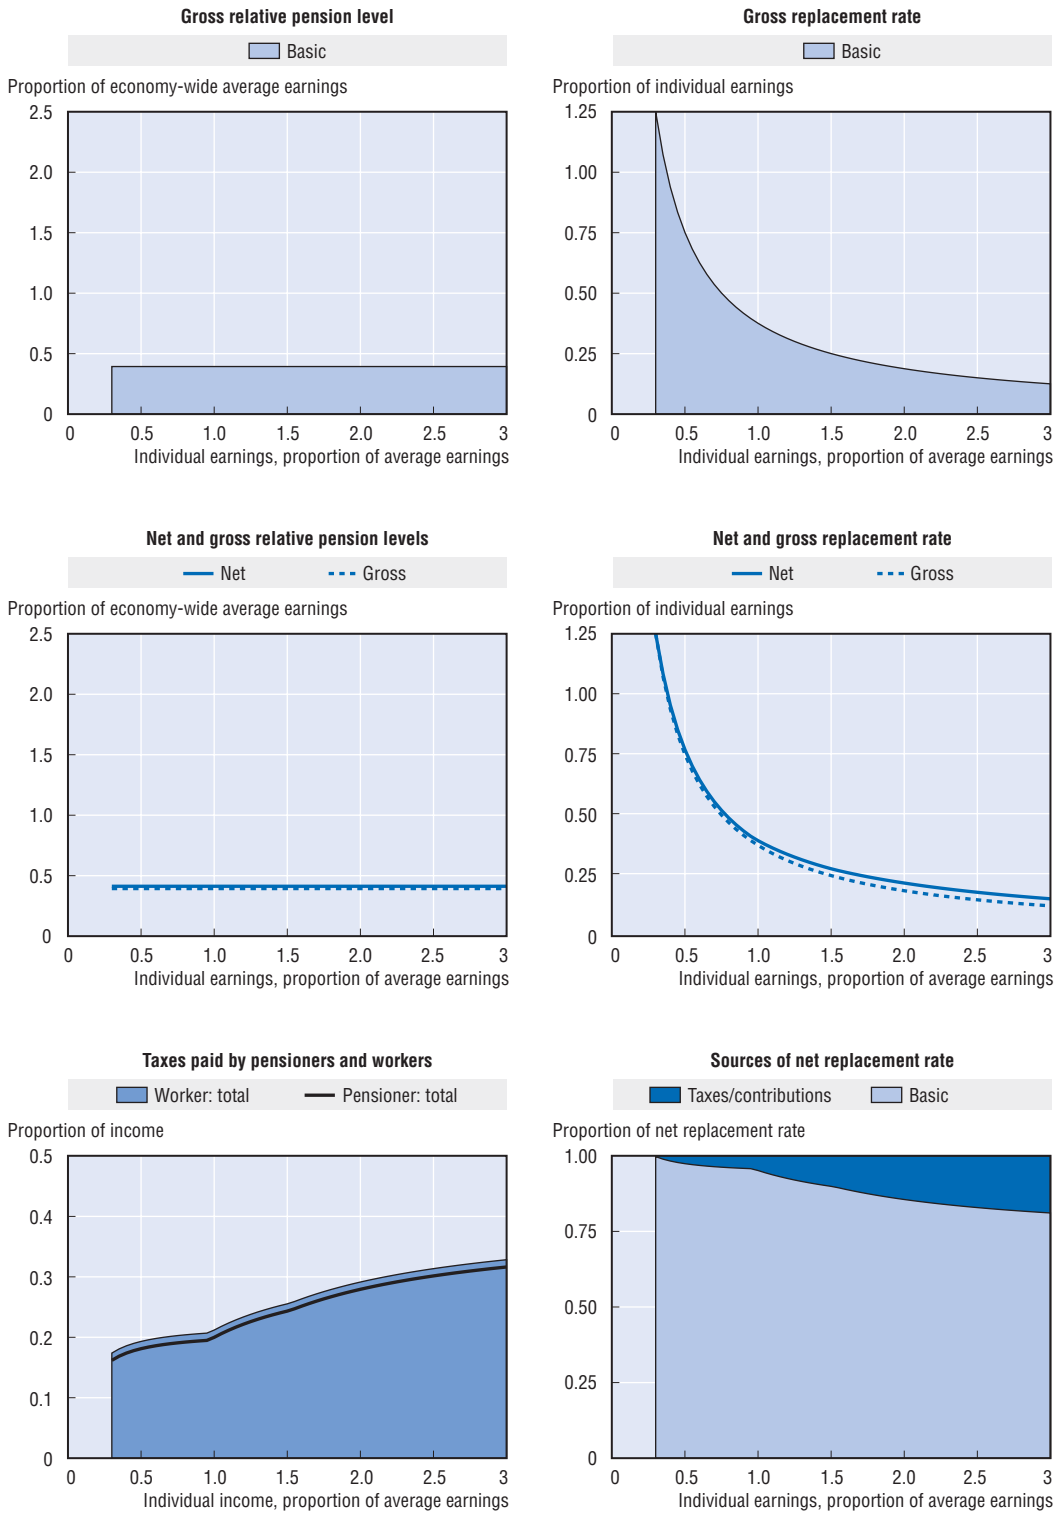 Gross relative pension level
Basic
Proportion of economy-wide average earnings
2.5
2.0
1.5
1.0
0.5
0
0 0.5 1.0 1.5 2.0 2.5 3
Individual earnings, proportion of average earnings
Gross replacement rate
Basic
Proportion of individual earnings
1.25
1.00
0.75
0.50
0.25
0
0 0.5 1.0 1.5 2.0 2.5 3
Individual earnings, proportion of average earnings
Net and gross relative pension levels
Net Gross
Proportion of economy-wide average earnings
2.5
2.0
1.5
1.0
0.5
0
0 0.5 1.0 1.5 2.0 2.5 3
Individual earnings, proportion of average earnings
Net and gross replacement rate
Net Gross
Proportion of individual earnings
1.25
1.00
0.75
0.50
0.25
0
0 0.5 1.0 1.5 2.0 2.5 3
Individual earnings, proportion of average earnings
Taxes paid by pensioners and workers
Worker: total Pensioner: total
Proportion of income
0.5
0.4
0.3
0.2
0.1
0
0 0.5 1.0 1.5 2.0 2.5 3
Individual income, proportion of average earnings
Sources of net replacement rate
Taxes/contributions Basic
Proportion of net replacement rate
1.00
0.75
0.50
0.25
0
0 0.5 1.0 1.5 2.0 2.5 3
Individual earnings, proportion of average earnings